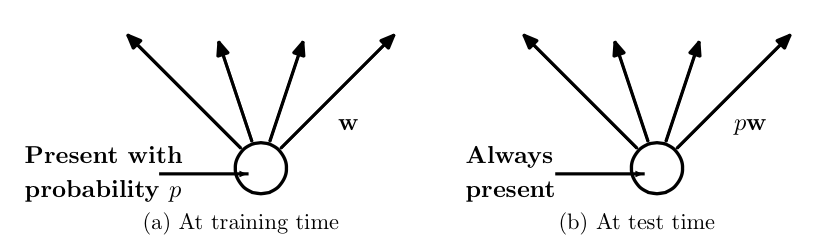 w
Present with
probability p
(a) At training time
pw
Always
present
(b) At test time